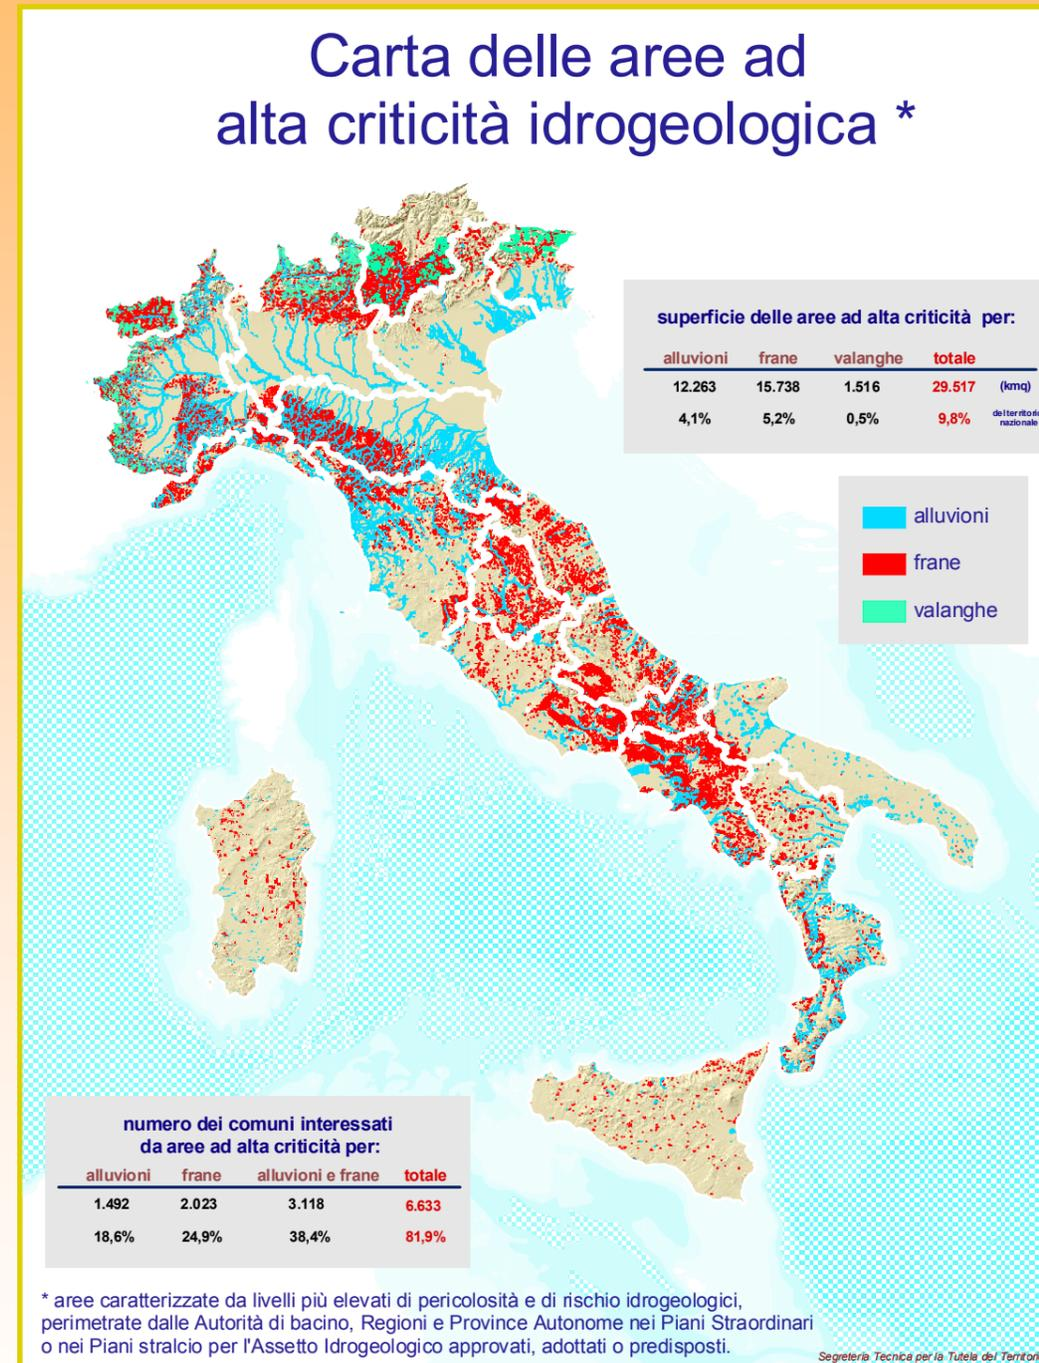 Carta delle aree ad
alta criticità idrogeologica *
superficie delle aree ad alta criticità per:
alluvioni frane valanghe totale
12.263 15.738 1.516 29.517 (kmq)
4,1% 5,2% 0,5% 9,8% del territorio
nazionale
alluvioni
frane
valanghe
numero dei comuni interessati
da aree ad alta criticità per:
alluvioni frane alluvioni e frane totale
1.492 2.023 3.118 6.633
18,6% 24,9% 38,4% 81,9%
* aree caratterizzate da livelli più elevati di pericolosità e di rischio idrogeologici,
perimetrate dalle Autorità di bacino, Regioni e Province Autonome nei Piani Straordinari
o nei Piani stralcio per l'Assetto Idrogeologico approvati, adottati o predisposti.
Segreteria Tecnica per la Tutela del Territorio